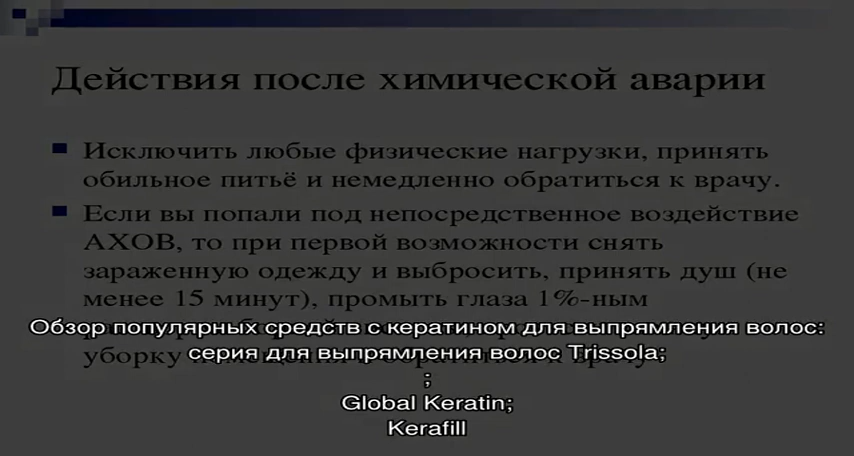 Действия после химической аварии
Исключить любые физические нагрузки, принять
обильное питьё и немедленно обратиться к врачу.
Если вы попали под непосредственное воздействие
АХОВ, то при первой возможности снять
зараженную одежду и выбросить, принять душ (не
менее 15 минут), промыть глаза 1%-ным
Обзор популярных средств с кератином для выпрямления волос:
уборку
серия для выпрямления волос Trissola;
;
Global Keratin;
Kerafill